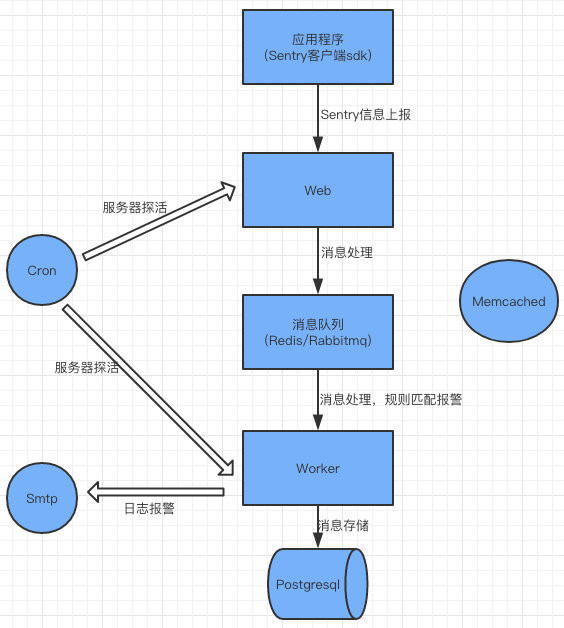 应用程序
（Sentry客户端sdk）
Sentry信息上报
Web
服务器探活
消息处理
Cron
Memcached
消息队列
（Redis/Rabbitmq）
服务器探活
消息处理，规则匹配报警
Worker
Smtp
日志报警
消息存储
Postgresql